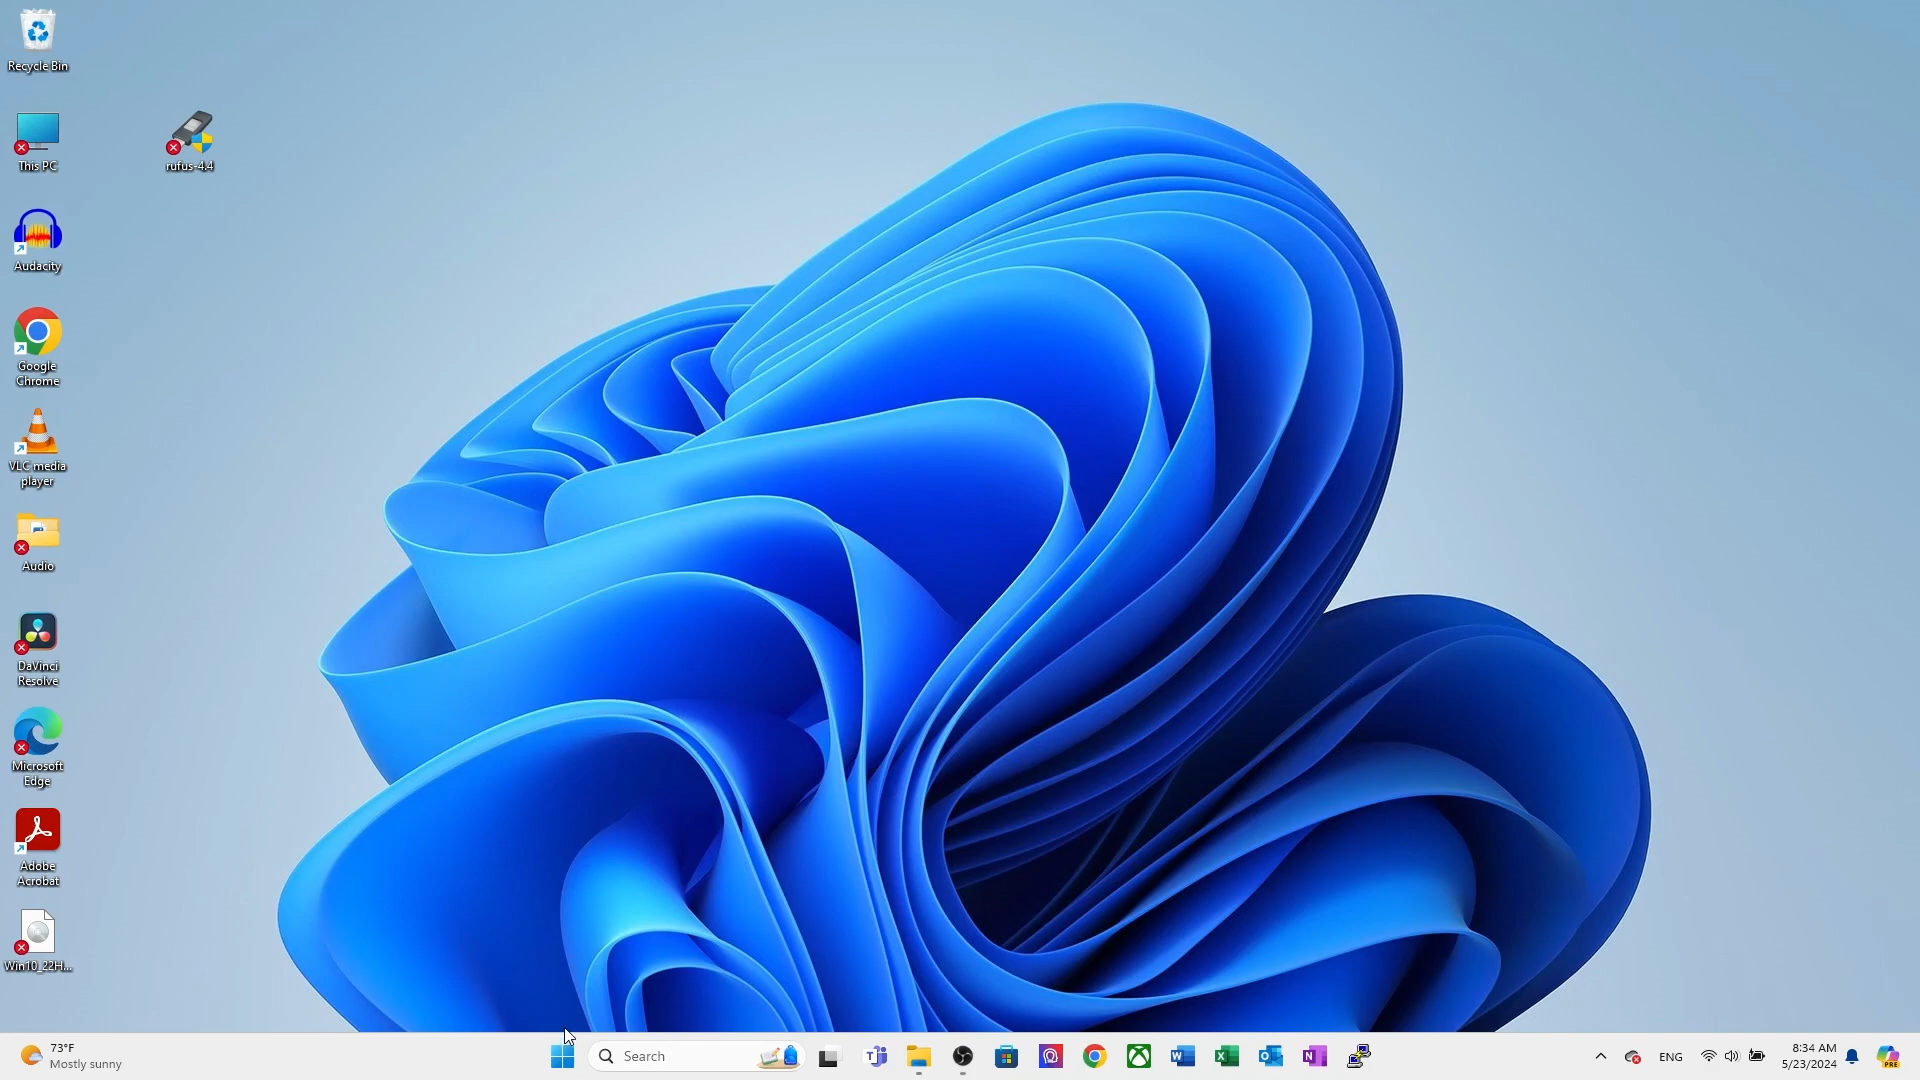 Recycle Bin
This PC
rufus-4.4
Audacity
Google
Chrome
VLC media
player
Audio
DaVinci
Resolve
Microsoft
Edge
Adobe
Acrobat
Win10_22H...
73°F
Mostly sunny
Search
ENG
8:34 AM
5/23/2024
PRE